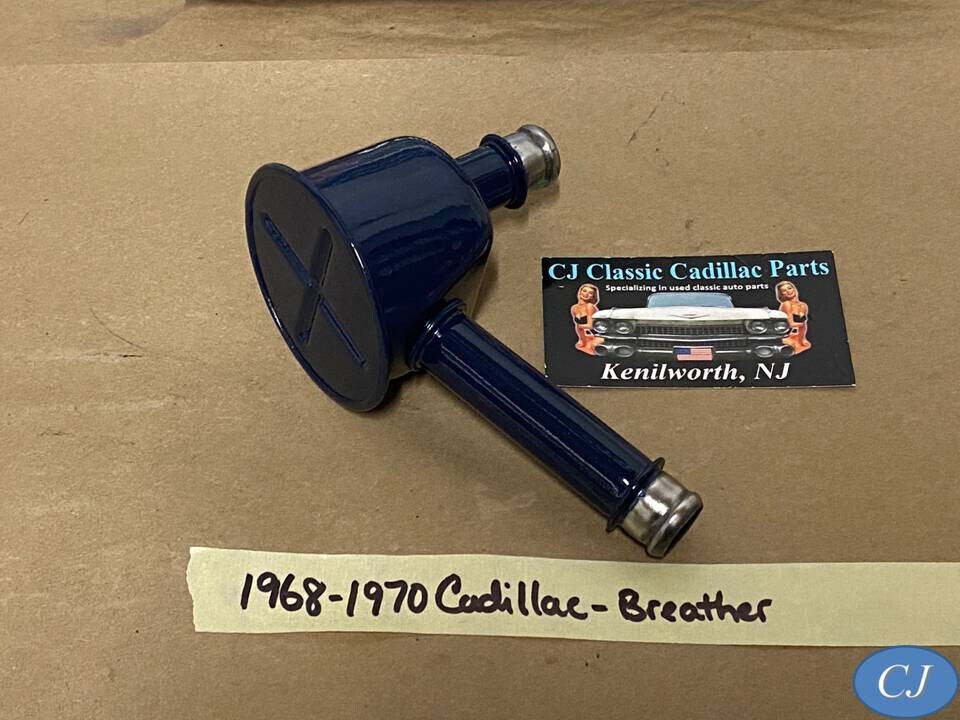 CJ Classic Cadillac Parts
Specializing in used classic auto parts
Kenilworth, NJ
1968-1970 Cadillac - Breather
CJ